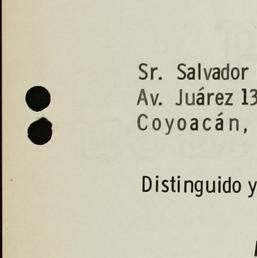 Sr. Salvador
Av. Juárez 13
Coyoacán,
Distinguido y